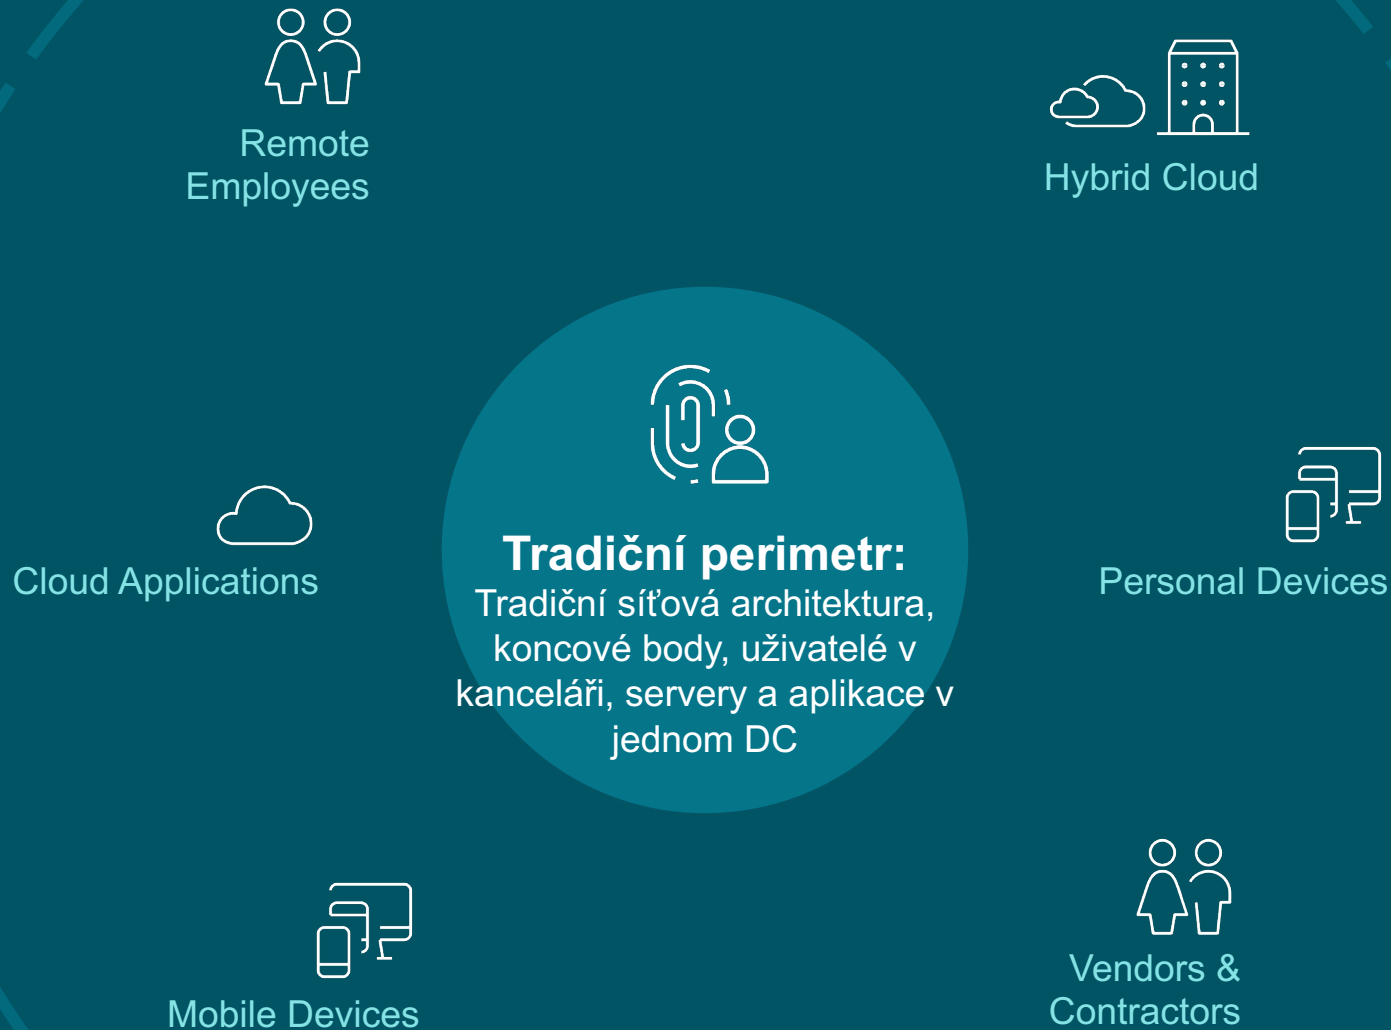 Remote
Employees
Hybrid Cloud
Cloud Applications
Tradiční perimetr:
Tradiční síťová architektura,
koncové body, uživatelé v
kanceláři, servery a aplikace v
jednom DC
Personal Devices
Mobile Devices
Vendors &
Contractors